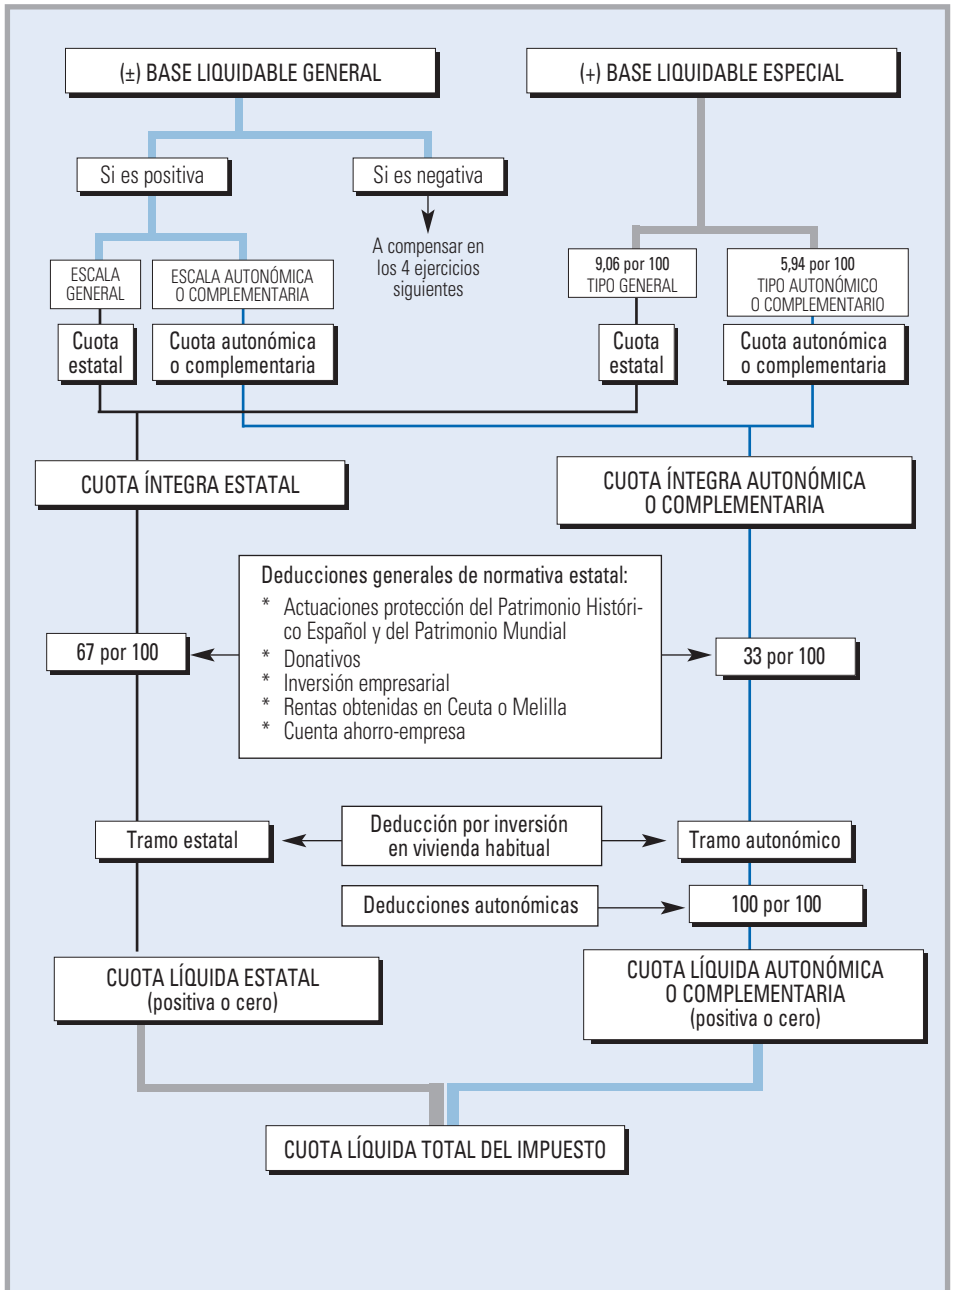 (±) BASE LIQUIDABLE GENERAL
(+) BASE LIQUIDABLE ESPECIAL
Si es positiva
Si es negativa
A compensar en
los 4 ejercicios
siguientes
ESCALA
GENERAL
ESCALA AUTONÓMICA
O COMPLEMENTARIA
9,06 por 100
TIPO GENERAL
5,94 por 100
TIPO AUTONÓMICO
O COMPLEMENTARIO
Cuota
estatal
Cuota autonómica
o complementaria
Cuota
estatal
Cuota autonómica
o complementaria
CUOTA ÍNTEGRA ESTATAL
CUOTA ÍNTEGRA AUTONÓMICA
O COMPLEMENTARIA
Deducciones generales de normativa estatal:
* Actuaciones protección del Patrimonio Históri-
co Español y del Patrimonio Mundial
* Donativos
* Inversión empresarial
* Rentas obtenidas en Ceuta o Melilla
* Cuenta ahorro-empresa
67 por 100
33 por 100
Tramo estatal
Deducción por inversión
en vivienda habitual
Tramo autonómico
Deducciones autonómicas
100 por 100
CUOTA LÍQUIDA ESTATAL
(positiva o cero)
CUOTA LÍQUIDA AUTONÓMICA
O COMPLEMENTARIA
(positiva o cero)
CUOTA LÍQUIDA TOTAL DEL IMPUESTO